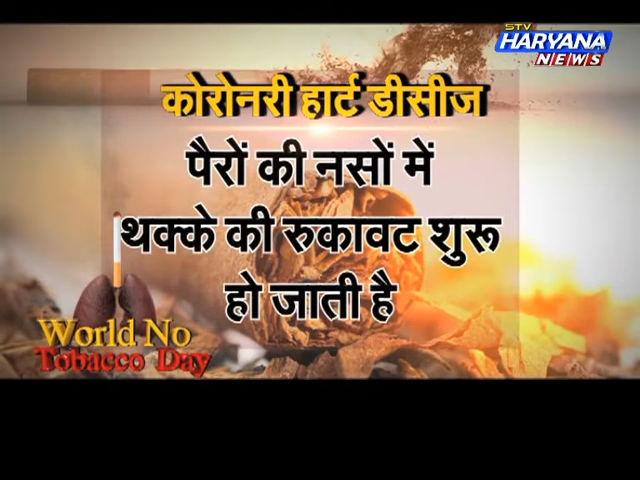 STV
HARYANA
NEWS
कोरोनरी हार्ट डीसीज
पैरों की नसों में
थक्के की रुकावट शुरू
हो जाती है
World No
Tobacco Day